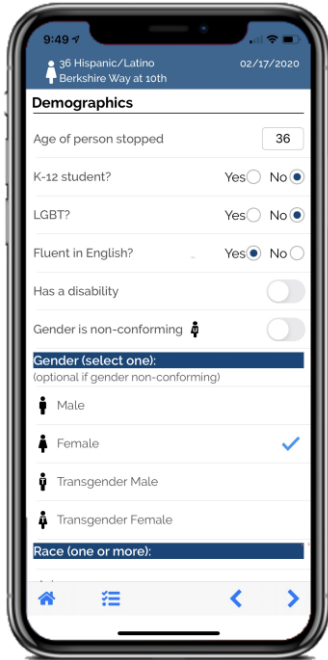 9:49
36 Hispanic/Latino 02/17/2020
Berkshire Way at 10th
Demographics
Age of person stopped 36
K-12 student? Yes No
LGBT? Yes No
Fluent in English? Yes No
Has a disability
Gender is non-conforming
Gender (select one):
(optional if gender non-conforming)
Male
Female
Transgender Male
Transgender Female
Race (one or more):